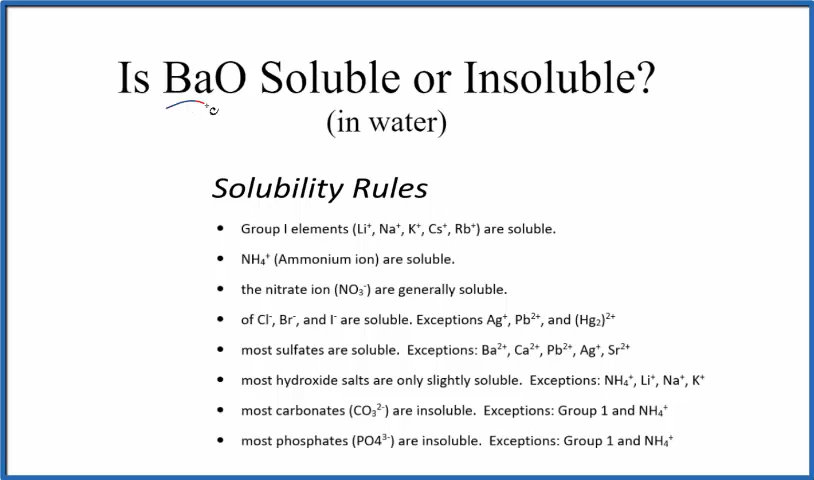 Is BaO Soluble or Insoluble?
(in water)
Solubility Rules
• Group I elements (Li⁺, Na⁺, K⁺, Cs⁺, Rb⁺) are soluble.
• NH₄⁺ (Ammonium ion) are soluble.
• the nitrate ion (NO₃⁻) are generally soluble.
• of Cl⁻, Br⁻, and I⁻ are soluble. Exceptions Ag⁺, Pb²⁺, and (Hg₂)²⁺
• most sulfates are soluble. Exceptions: Ba²⁺, Ca²⁺, Pb²⁺, Ag⁺, Sr²⁺
• most hydroxide salts are only slightly soluble. Exceptions: NH₄⁺, Li⁺, Na⁺, K⁺
• most carbonates (CO₃²⁻) are insoluble. Exceptions: Group 1 and NH₄⁺
• most phosphates (PO4³⁻) are insoluble. Exceptions: Group 1 and NH₄⁺